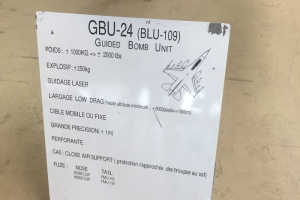 GBU-24 (BLU-109)
GUIDED BOMB UNIT
POIDS : ± 1000KG => ± 2000 lbs
EXPLOSIF: ±250kg
GUIDAGE LASER
LARGAGE LOW DRAG
CIBLE MOBILE OU FIXE
GRANDE PRECISION (± 1m)
PERFORANTE
CAS : CLOSE AIR SUPPORT ( protection rapprochée des troupes au sol)
FUZE : NOSE TAIL